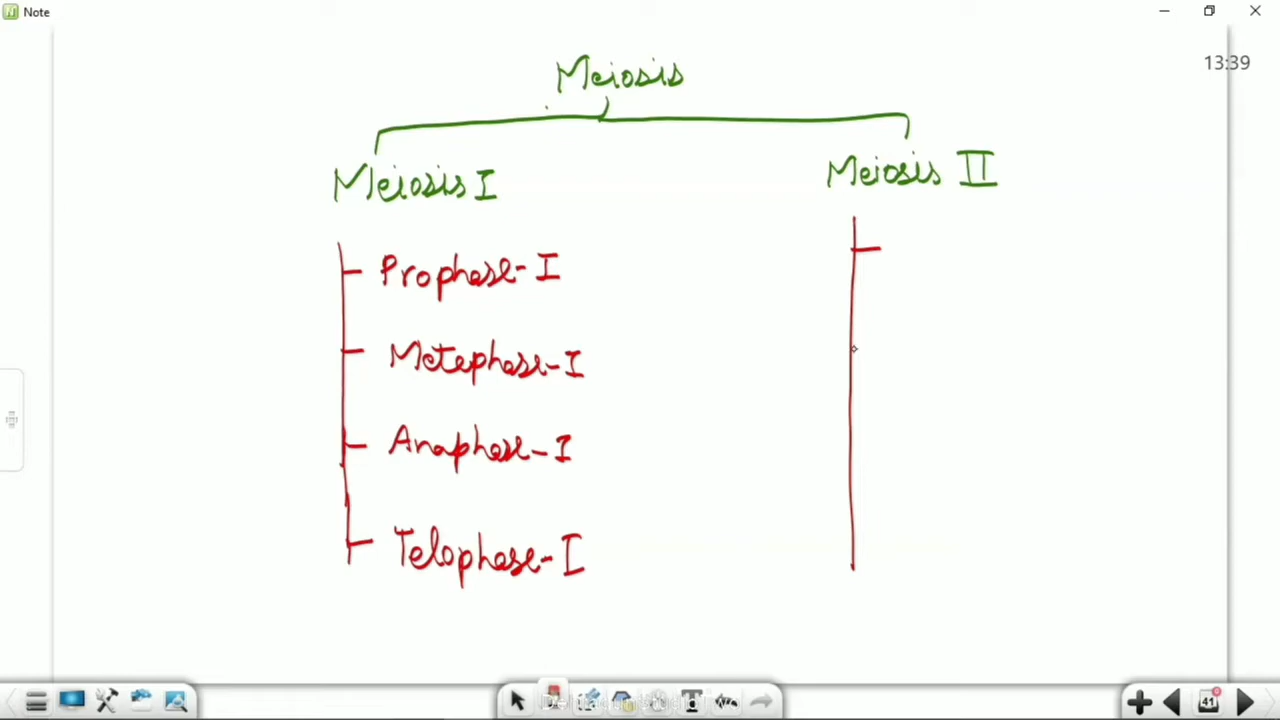 Note
13:39
Meiosis
Meiosis I
Meiosis II
Prophase-I
Metephase-I
Anaphase-I
Telophase-I
41